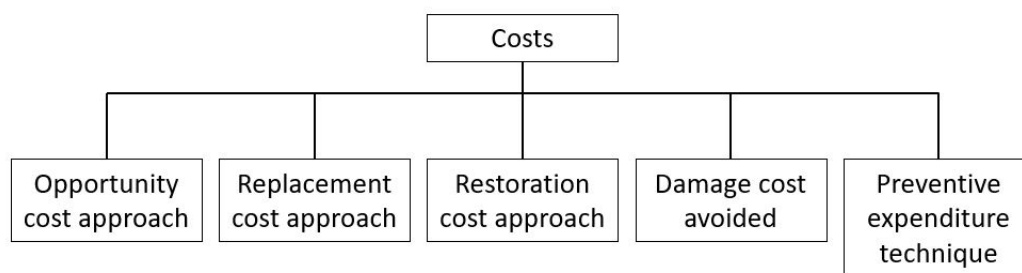 Costs
Opportunity
cost approach
Replacement
cost approach
Restoration
cost approach
Damage cost
avoided
Preventive
expenditure
technique